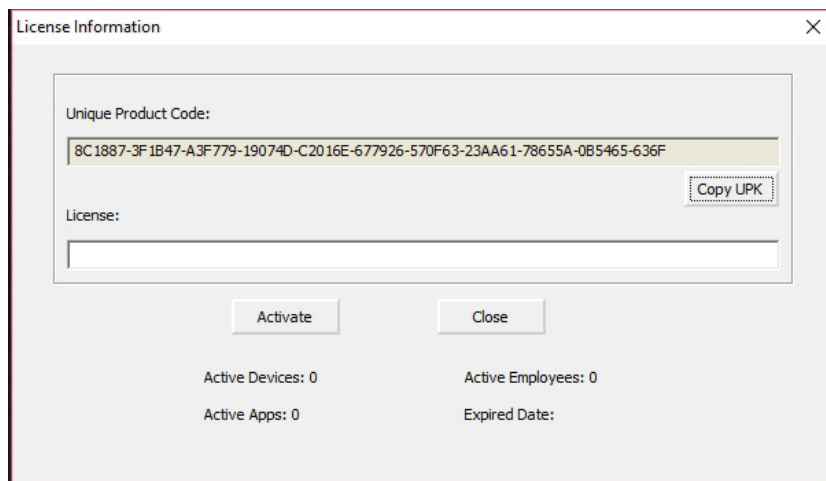 License Information
Unique Product Code:
8C1887-3F1B47-A3F779-19074D-C2016E-677926-570F63-23AA61-78655A-0B5465-636F
Copy UPK
License:
Activate
Close
Active Devices: 0
Active Employees: 0
Active Apps: 0
Expired Date: